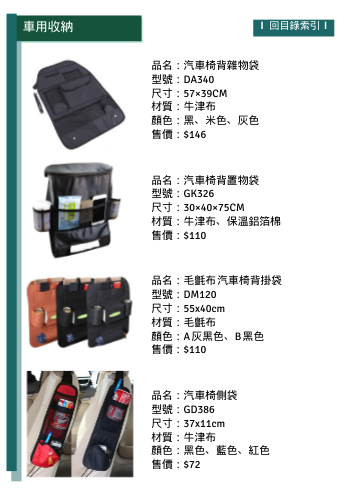 車用收納
I 回目錄索引 I
品名：汽車椅背雜物袋
型號：DA340
尺寸：57×39CM
材質：牛津布
顏色：黑、米色、灰色
售價：$146
品名：汽車椅背置物袋
型號：GK326
尺寸：30×40×75CM
材質：牛津布、保溫鋁箔棉
售價：$110
品名：毛氈布汽車椅背掛袋
型號：DM120
尺寸：55x40cm
材質：毛氈布
顏色：A灰黑色、B黑色
售價：$110
品名：汽車椅側袋
型號：GD386
尺寸：37x11cm
材質：牛津布
顏色：黑色、藍色、紅色
售價：$72